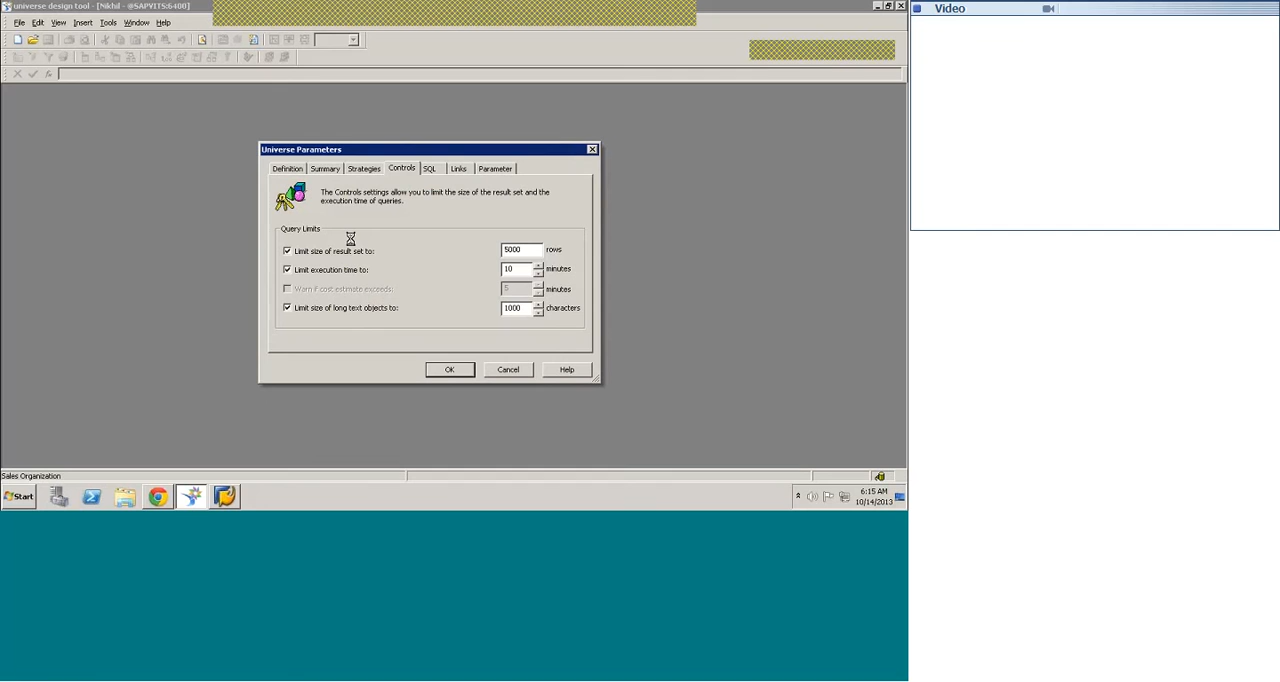 universe design tool - [Nikhil - @SAPVITS:6400]
Video
File Edit View Insert Tools Window Help
Universe Parameters
Definition Summary Strategies Controls SQL Links Parameter
The Controls settings allow you to limit the size of the result set and the
execution time of queries.
Query Limits
Limit size of result set to: 5000 rows
Limit execution time to: 10 minutes
Warn if cost estimate exceeds: 5 minutes
Limit size of long text objects to: 1000 characters
OK Cancel Help
Sales Organization
Start
6:15 AM
10/14/2013